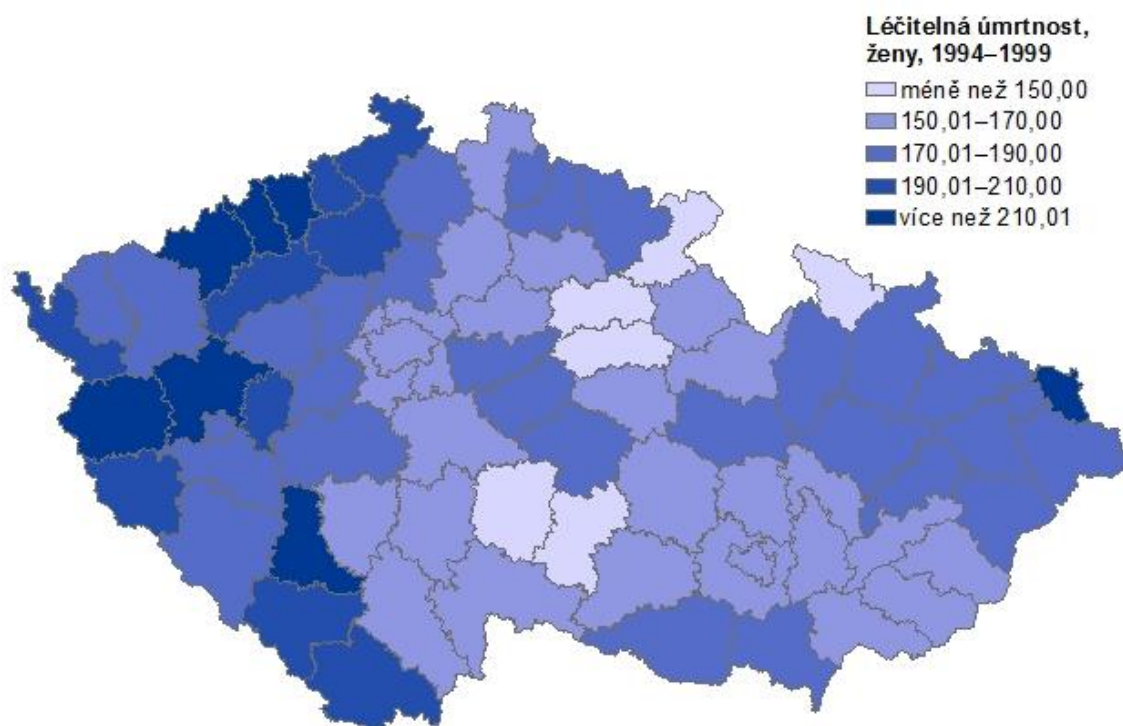 Léčitelná úmrtnost,
ženy, 1994–1999
méně než 150,00
150,01–170,00
170,01–190,00
190,01–210,00
více než 210,01